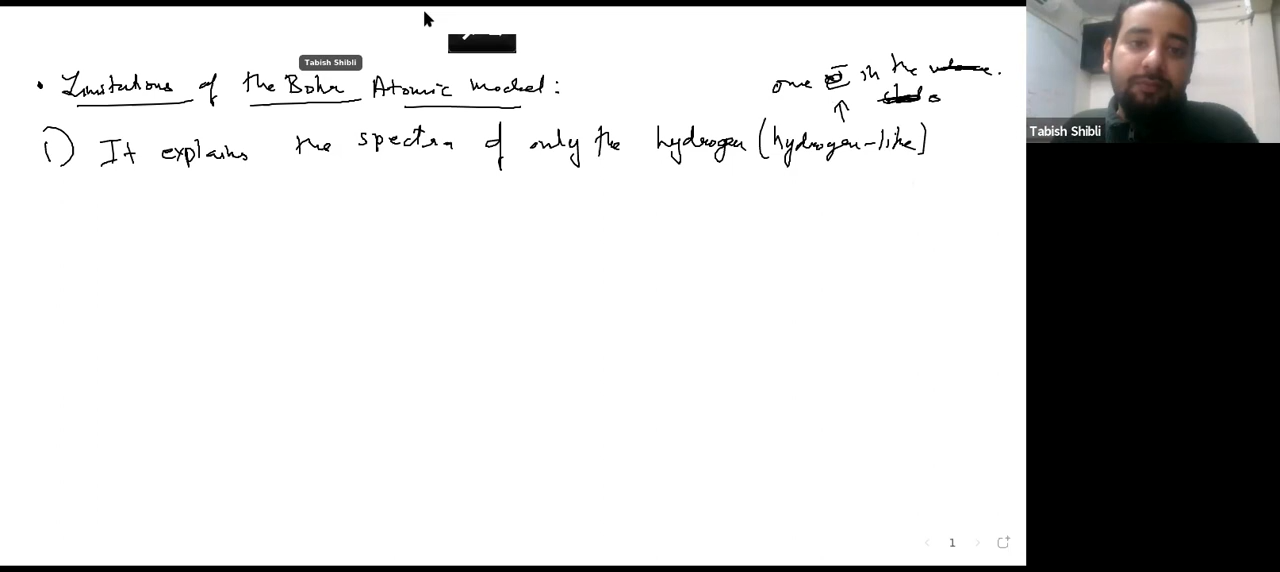 Tabish Shibli
• Limitations of the Bohr Atomic model:
one e in the
1) It explains the spectra of only the hydrogen (hydrogen-like)
Tabish Shibli
1